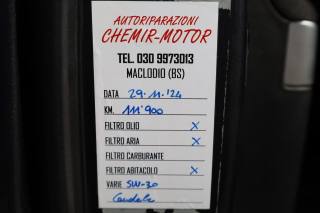 AUTORIPARAZIONI
CHEMIR-MOTOR
TEL. 030 9973013
MACLODIO (BS)
DATA 29.11.'24
KM. 111'900
FILTRO OLIO X
FILTRO ARIA X
FILTRO CARBURANTE
FILTRO ABITACOLO X
VARIE 5W-30
Candele